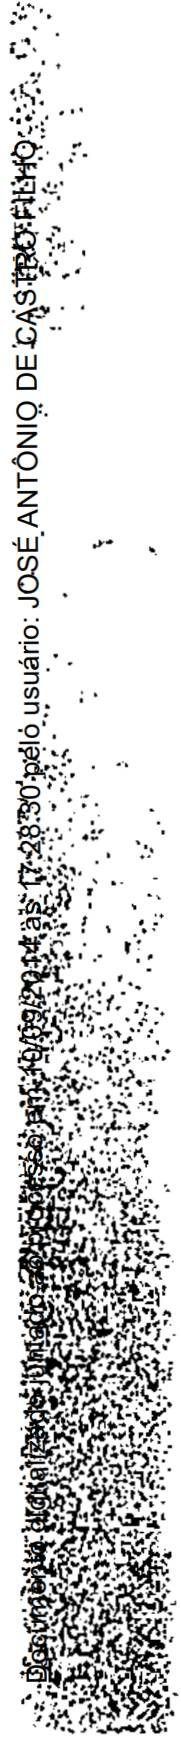 Documento digitalizado juntado ao processo em 10/09/2014 às 17:28:30 pelo usuário: JOSÉ ANTÔNIO DE CASTRO FILHO